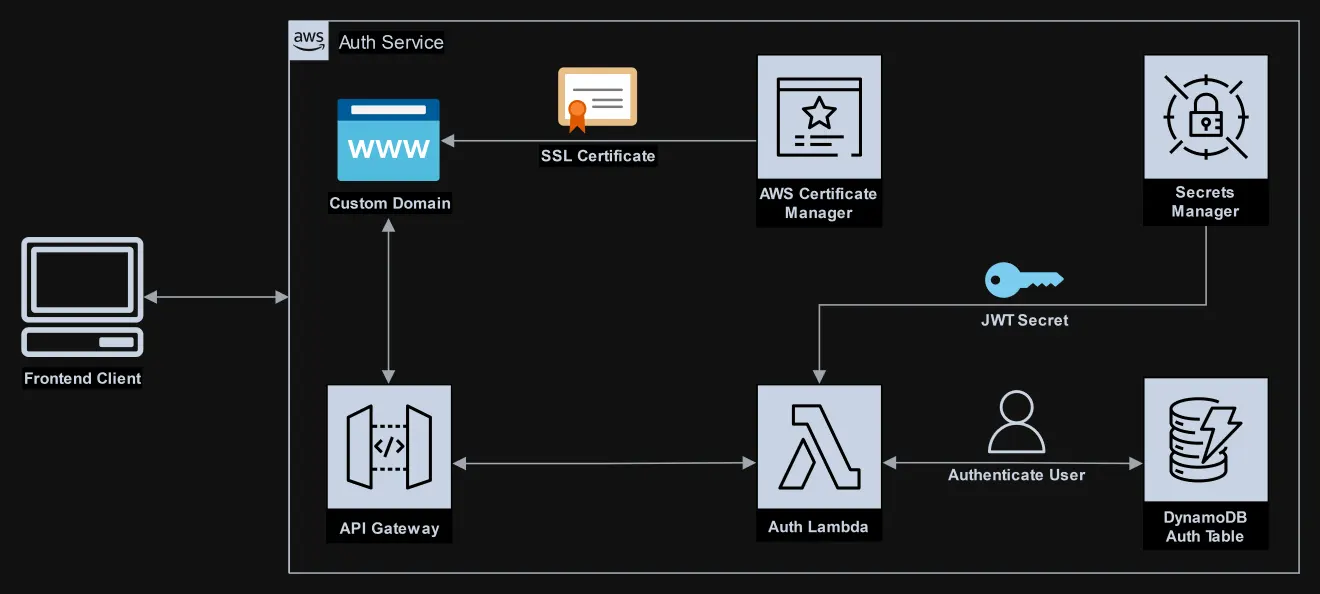 aws
Auth Service
WWW
SSL Certificate
Custom Domain
AWS Certificate
Manager
Secrets
Manager
JWT Secret
Frontend Client
</>
API Gateway
Auth Lambda
Authenticate User
DynamoDB
Auth Table